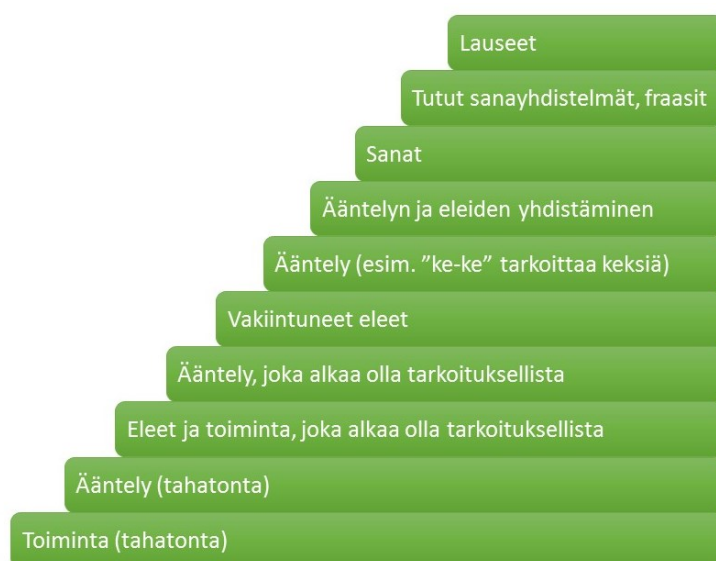 Lauseet
Tutut sanayhdistelmät, fraasit
Sanat
Ääntelyn ja eleiden yhdistäminen
Ääntely (esim. ”ke-ke” tarkoittaa keksiä)
Vakiintuneet eleet
Ääntely, joka alkaa olla tarkoituksellista
Eleet ja toiminta, joka alkaa olla tarkoituksellista
Ääntely (tahatonta)
Toiminta (tahatonta)